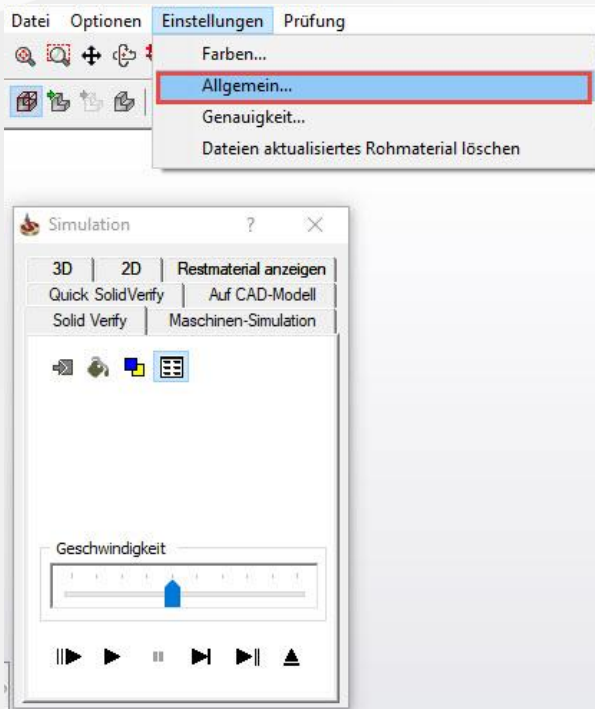 Datei Optionen Einstellungen Prüfung
Farben...
Allgemein...
Genauigkeit...
Dateien aktualisiertes Rohmaterial löschen
Simulation ?
3D 2D Restmaterial anzeigen
Quick SolidVerify Auf CAD-Modell
Solid Verify Maschinen-Simulation
Geschwindigkeit